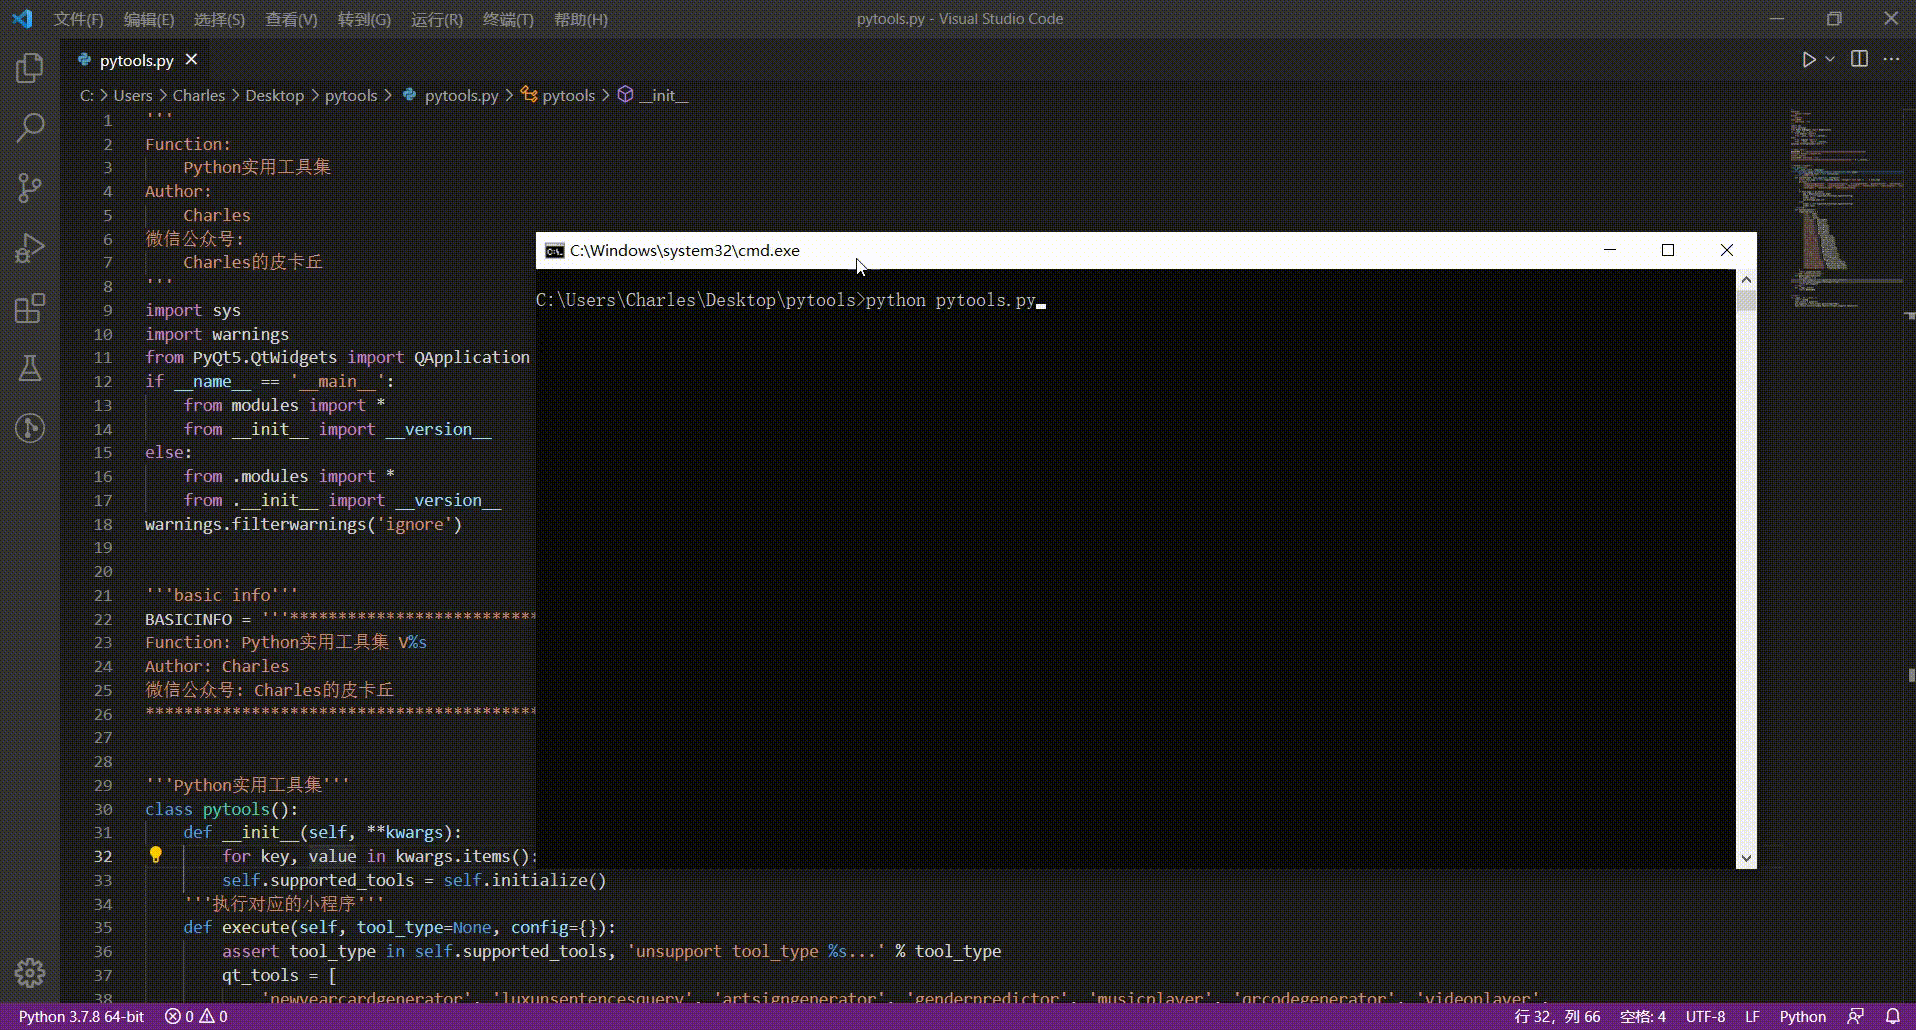 文件(F) 编辑(E) 选择(S) 查看(V) 转到(G) 运行(R) 终端(T) 帮助(H) pytools.py - Visual Studio Code
pytools.py
C: > Users > Charles > Desktop > pytools > pytools.py > pytools > __init__
1 '''
2 Function:
3 Python实用工具集
4 Author:
5 Charles
6 微信公众号:
7 Charles的皮卡丘
8 '''
9 import sys
10 import warnings
11 from PyQt5.QtWidgets import QApplication
12 if __name__ == '__main__':
13 from modules import *
14 from __init__ import __version__
15 else:
16 from .modules import *
17 from .__init__ import __version__
18 warnings.filterwarnings('ignore')
19
20
21 '''basic info'''
22 BASICINFO = '''**************************
23 Function: Python实用工具集 V%s
24 Author: Charles
25 微信公众号: Charles的皮卡丘
26 *****************************************
27
28
29 '''Python实用工具集'''
30 class pytools():
31 def __init__(self, **kwargs):
32 for key, value in kwargs.items():
33 self.supported_tools = self.initialize()
34 '''执行对应的小程序'''
35 def execute(self, tool_type=None, config={}):
36 assert tool_type in self.supported_tools, 'unsupport tool_type %s...' % tool_type
37 qt_tools = [
38 'newyearcardgenerator', 'luxunsentencesquery', 'artsigngenerator', 'genderpredictor', 'musicplayer', 'qrcodegenerator', 'videoplayer',
C:\Windows\system32\cmd.exe
C:\Users\Charles\Desktop\pytools>python pytools.py
Python 3.7.8 64-bit 0 0 行 32，列 66 空格: 4 UTF-8 LF Python